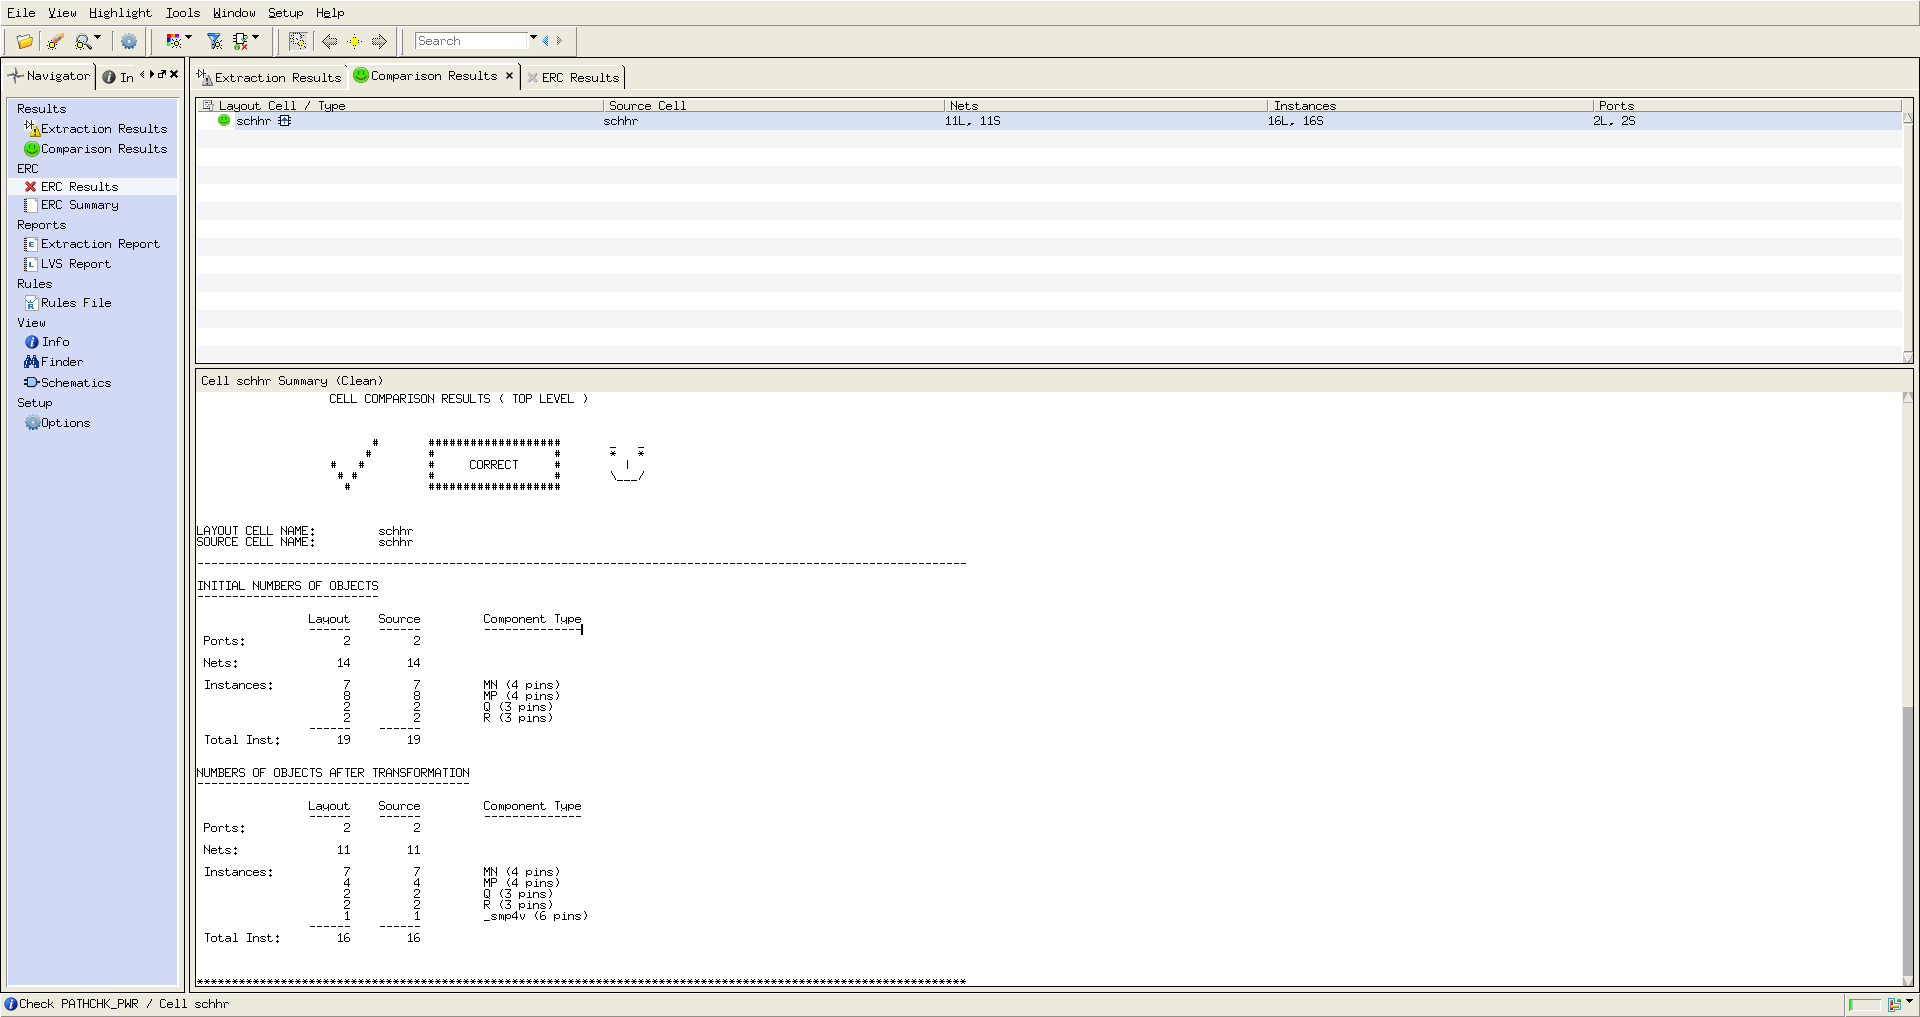 Eile View Highlight Tools Window Setup Help
Search
Navigator In
Extraction Results Comparison Results ERC Results
Results
Extraction Results
Comparison Results
ERC
ERC Results
ERC Summary
Reports
Extraction Report
LVS Report
Rules
Rules File
View
Info
Finder
Schematics
Setup
Options
Layout Cell / Type Source Cell Nets Instances Ports
schhr schhr 11L, 11S 16L, 16S 2L, 2S
Cell schhr Summary (Clean)
CELL COMPARISON RESULTS ( TOP LEVEL )
# ################### _ _
# # # * *
# # # CORRECT # |
# # # # \___/
# ###################
LAYOUT CELL NAME: schhr
SOURCE CELL NAME: schhr
--------------------------------------------------------------------------------------------------------------
INITIAL NUMBERS OF OBJECTS
--------------------------
Layout Source Component Type
------ ------ --------------
Ports: 2 2
Nets: 14 14
Instances: 7 7 MN (4 pins)
8 8 MP (4 pins)
2 2 Q (3 pins)
2 2 R (3 pins)
------ ------
Total Inst: 19 19
NUMBERS OF OBJECTS AFTER TRANSFORMATION
---------------------------------------
Layout Source Component Type
------ ------ --------------
Ports: 2 2
Nets: 11 11
Instances: 7 7 MN (4 pins)
4 4 MP (4 pins)
2 2 Q (3 pins)
2 2 R (3 pins)
1 1 _smp4v (6 pins)
------ ------
Total Inst: 16 16
**************************************************************************************************************
Check PATHCHK_PWR / Cell schhr